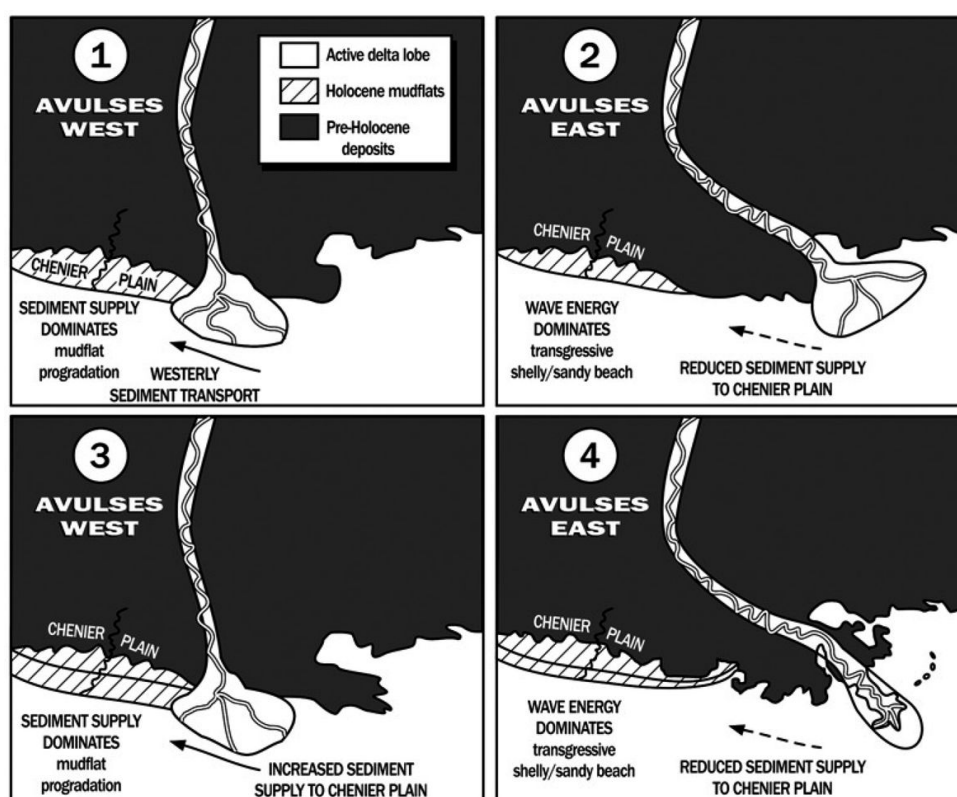 1
AVULSES
WEST
Active delta lobe
Holocene mudflats
Pre-Holocene
deposits
CHENIER
PLAIN
SEDIMENT SUPPLY
DOMINATES
mudflat
progradation
WESTERLY
SEDIMENT TRANSPORT
2
AVULSES
EAST
CHENIER
PLAIN
WAVE ENERGY
DOMINATES
transgressive
shelly/sandy beach
REDUCED SEDIMENT SUPPLY
TO CHENIER PLAIN
3
AVULSES
WEST
CHENIER
PLAIN
SEDIMENT SUPPLY
DOMINATES
mudflat
progradation
INCREASED SEDIMENT
SUPPLY TO CHENIER PLAIN
4
AVULSES
EAST
CHENIER
PLAIN
WAVE ENERGY
DOMINATES
transgressive
shelly/sandy beach
REDUCED SEDIMENT SUPPLY
TO CHENIER PLAIN